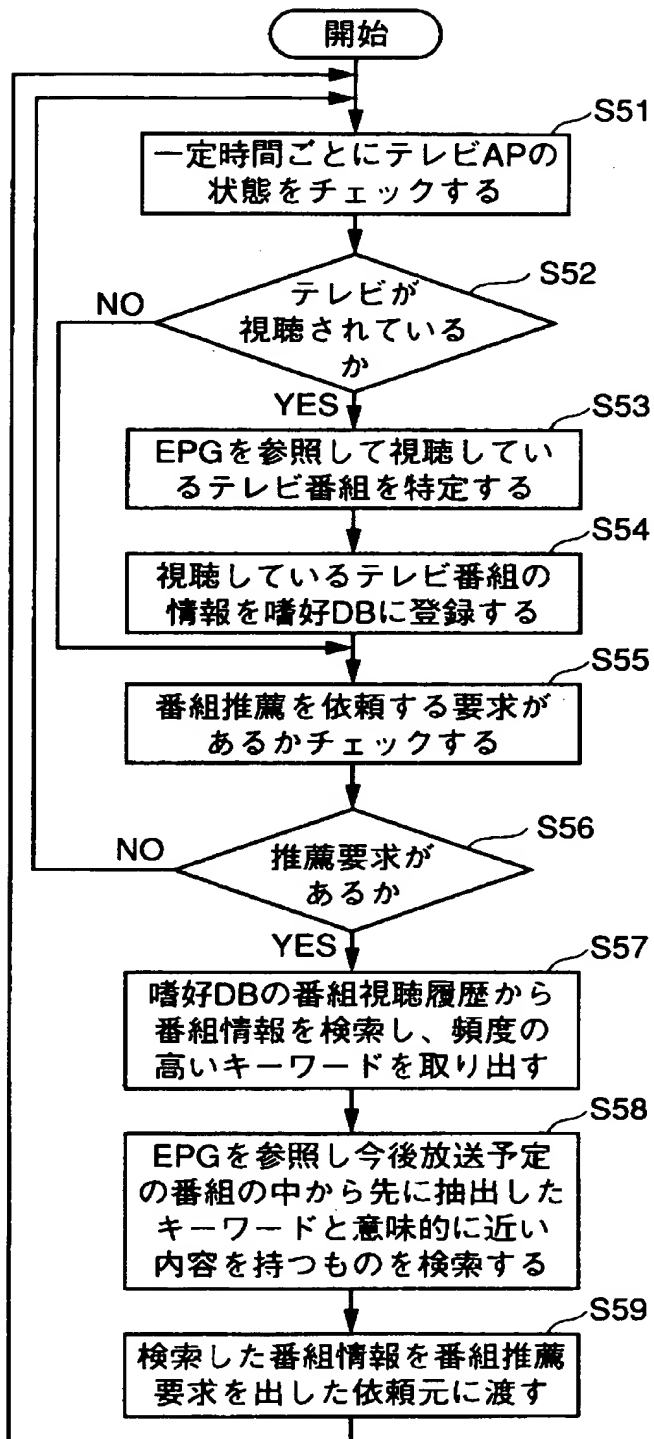 開始
S51
一定時間ごとにテレビAPの
状態をチェックする
S52
テレビが
視聴されている
か
NO
YES
S53
EPGを参照して視聴してい
るテレビ番組を特定する
S54
視聴しているテレビ番組の
情報を嗜好DBに登録する
S55
番組推薦を依頼する要求が
あるかチェックする
S56
推薦要求が
あるか
NO
YES
S57
嗜好DBの番組視聴履歴から
番組情報を検索し、頻度の
高いキーワードを取り出す
S58
EPGを参照し今後放送予定
の番組の中から先に抽出した
キーワードと意味的に近い
内容を持つものを検索する
S59
検索した番組情報を番組推薦
要求を出した依頼元に渡す